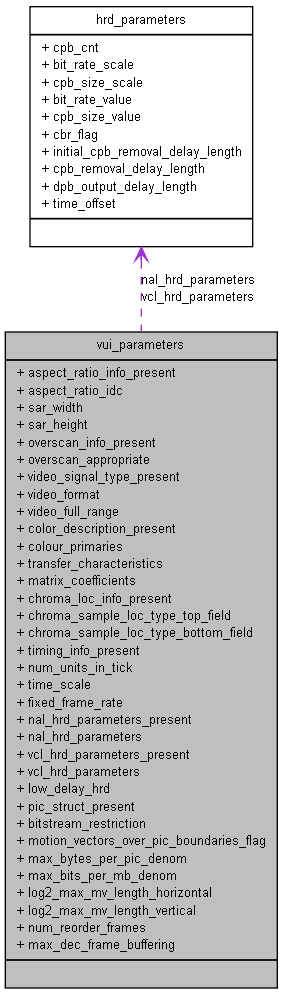 hrd_parameters
+ cpb_cnt
+ bit_rate_scale
+ cpb_size_scale
+ bit_rate_value
+ cpb_size_value
+ cbr_flag
+ initial_cpb_removal_delay_length
+ cpb_removal_delay_length
+ dpb_output_delay_length
+ time_offset
nal_hrd_parameters
vcl_hrd_parameters
vui_parameters
+ aspect_ratio_info_present
+ aspect_ratio_idc
+ sar_width
+ sar_height
+ overscan_info_present
+ overscan_appropriate
+ video_signal_type_present
+ video_format
+ video_full_range
+ color_description_present
+ colour_primaries
+ transfer_characteristics
+ matrix_coefficients
+ chroma_loc_info_present
+ chroma_sample_loc_type_top_field
+ chroma_sample_loc_type_bottom_field
+ timing_info_present
+ num_units_in_tick
+ time_scale
+ fixed_frame_rate
+ nal_hrd_parameters_present
+ nal_hrd_parameters
+ vcl_hrd_parameters_present
+ vcl_hrd_parameters
+ low_delay_hrd
+ pic_struct_present
+ bitstream_restriction
+ motion_vectors_over_pic_boundaries_flag
+ max_bytes_per_pic_denom
+ max_bits_per_mb_denom
+ log2_max_mv_length_horizontal
+ log2_max_mv_length_vertical
+ num_reorder_frames
+ max_dec_frame_buffering